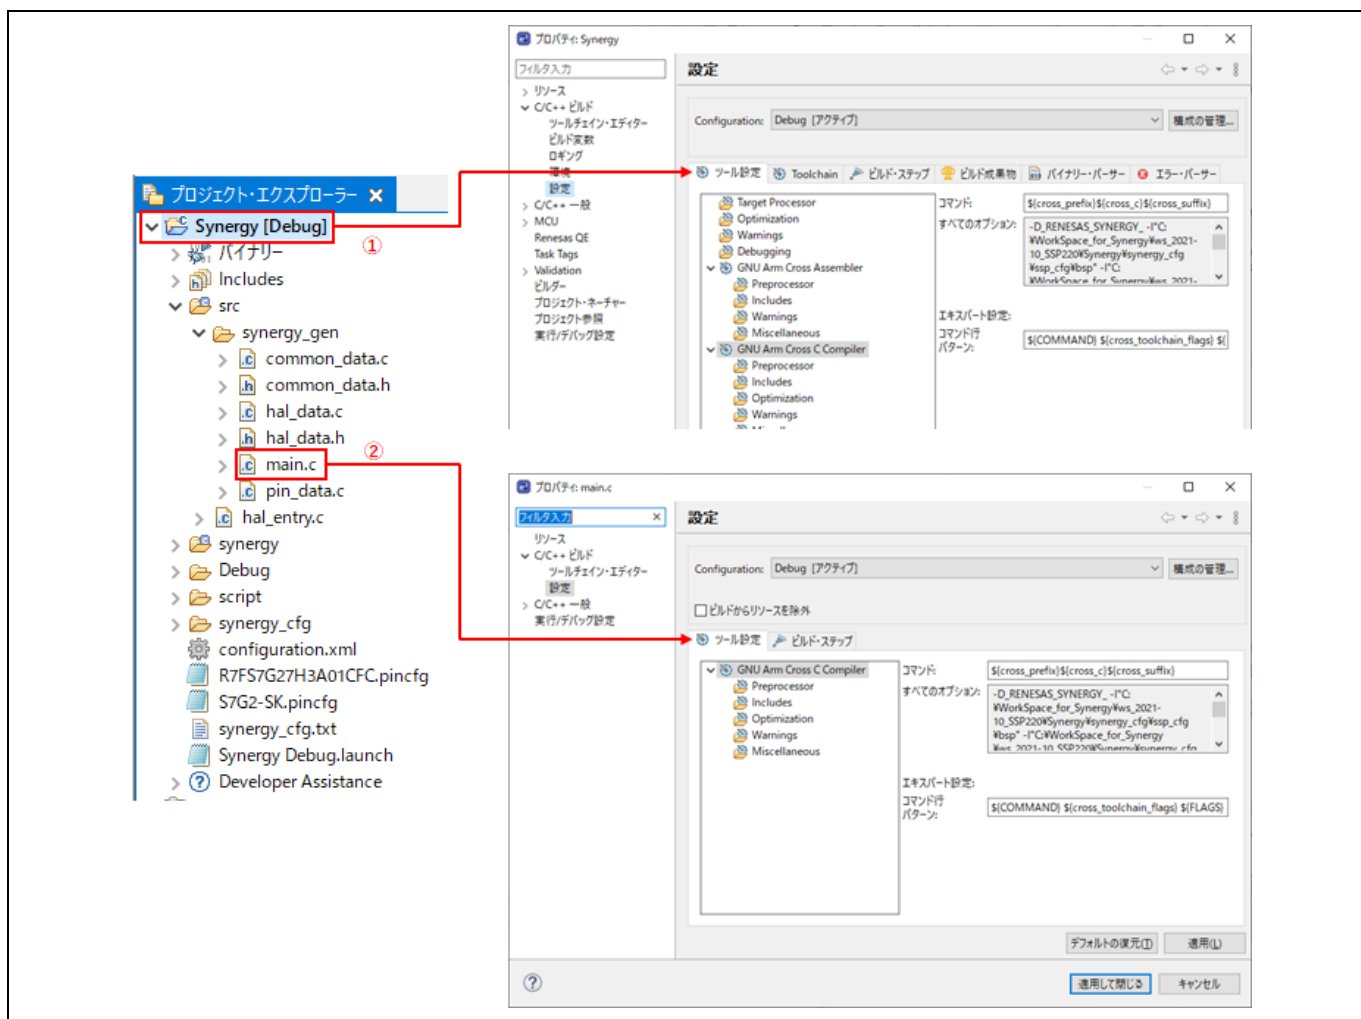 プロジェクト・エクスプローラー
Synergy [Debug]
①
バイナリー
Includes
src
synergy_gen
common_data.c
common_data.h
hal_data.c
hal_data.h
②
main.c
pin_data.c
hal_entry.c
synergy
Debug
script
synergy_cfg
configuration.xml
R7FS7G27H3A01CFC.pincfg
S7G2-SK.pincfg
synergy_cfg.txt
Synergy Debug.launch
Developer Assistance
プロパティ: Synergy
フィルタ入力
リソース
C/C++ ビルド
ツールチェイン・エディター
ビルド変数
ロギング
環境
設定
C/C++ 一般
MCU
Renesas QE
Task Tags
Validation
ビルダー
プロジェクト・ネーチャー
プロジェクト参照
実行/デバッグ設定
設定
Configuration: Debug [アクティブ] 構成の管理...
ツール設定 Toolchain ビルド・ステップ ビルド成果物 バイナリー・パーサー エラー・パーサー
Target Processor
Optimization
Warnings
Debugging
GNU Arm Cross Assembler
Preprocessor
Includes
Warnings
Miscellaneous
GNU Arm Cross C Compiler
Preprocessor
Includes
Optimization
Warnings
コマンド: ${cross_prefix}${cross_c}${cross_suffix}
すべてのオプション: -D_RENESAS_SYNERGY_ -I"C:
¥WorkSpace_for_Synergy¥ws_2021-
10_SSP220¥Synergy¥synergy_cfg
¥ssp_cfg¥bsp" -I"C:
¥WorkSpace_for_Synergy¥ws_2021-
エキスパート設定:
コマンド行
パターン: ${COMMAND} ${cross_toolchain_flags} ${
プロパティ: main.c
フィルタ入力
リソース
C/C++ ビルド
ツールチェイン・エディター
設定
C/C++ 一般
実行/デバッグ設定
設定
Configuration: Debug [アクティブ] 構成の管理...
ビルドからリソースを除外
ツール設定 ビルド・ステップ
GNU Arm Cross C Compiler
Preprocessor
Includes
Optimization
Warnings
Miscellaneous
コマンド: ${cross_prefix}${cross_c}${cross_suffix}
すべてのオプション: -D_RENESAS_SYNERGY_ -I"C:
¥WorkSpace_for_Synergy¥ws_2021-
10_SSP220¥Synergy¥synergy_cfg¥ssp_cfg
¥bsp" -I"C:¥WorkSpace_for_Synergy
¥ws_2021-10_SSP220¥Synergy¥synergy_cfg
エキスパート設定:
コマンド行
パターン: ${COMMAND} ${cross_toolchain_flags} ${FLAGS}
デフォルトの復元(D) 適用(L)
適用して閉じる キャンセル